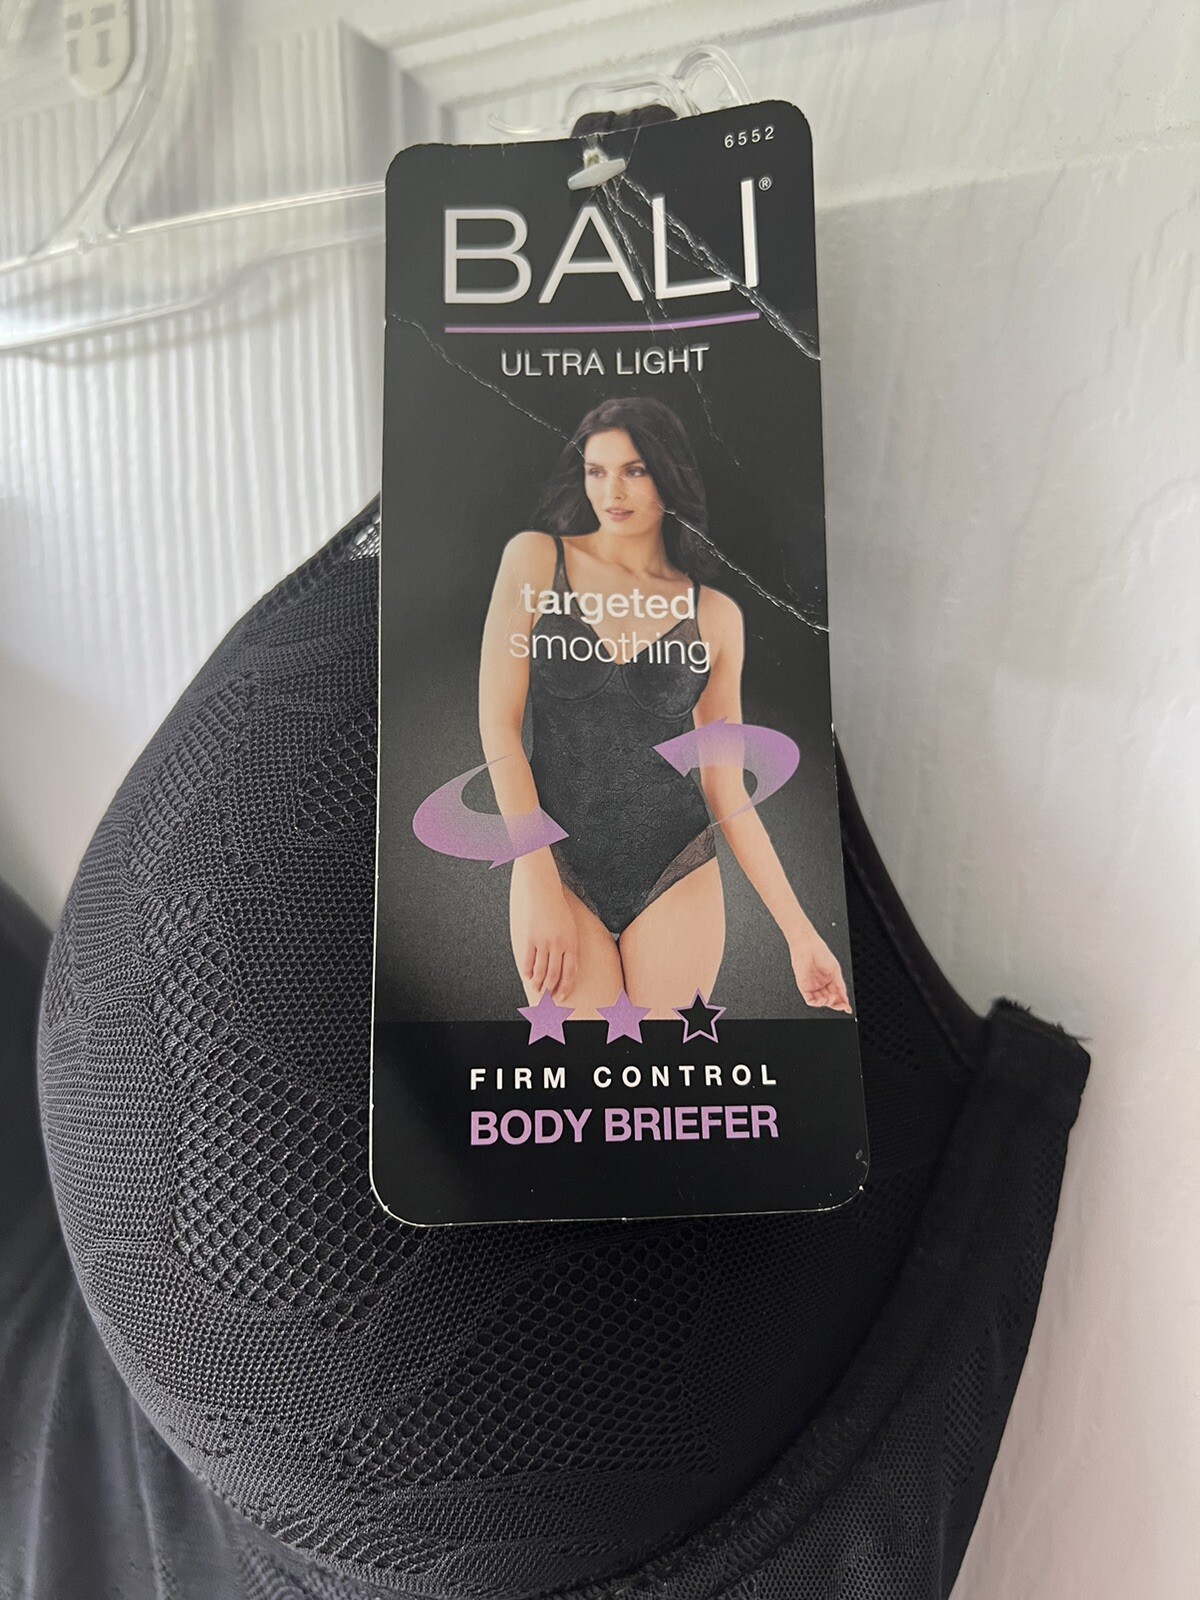 6552
BALI®
ULTRA LIGHT
targeted
smoothing
FIRM CONTROL
BODY BRIEFER